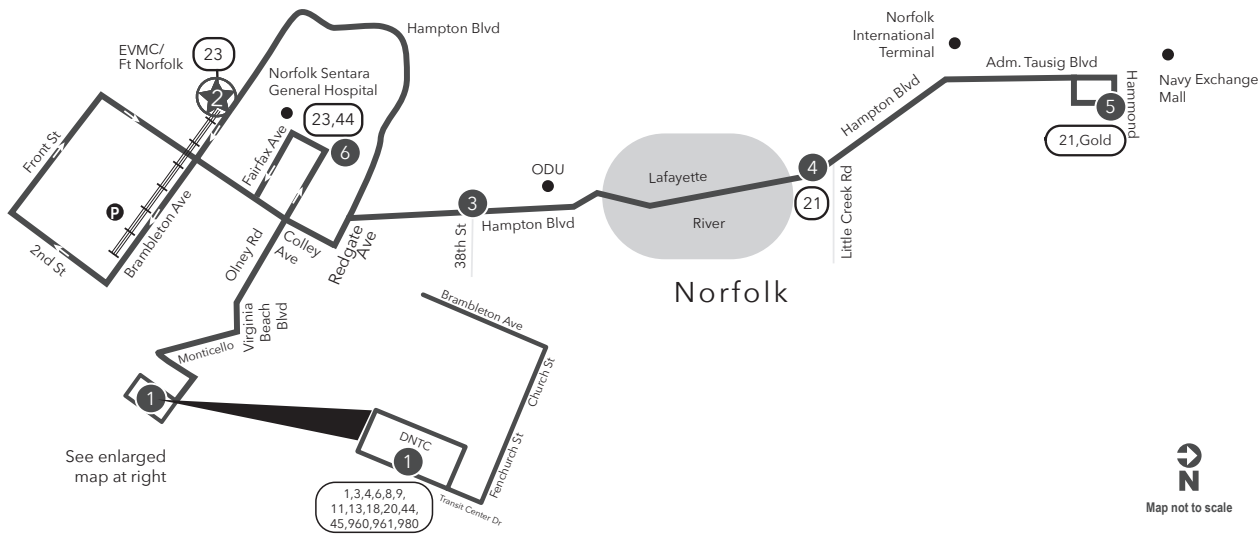 Hampton Blvd
EVMC/
Ft Norfolk
23
2
Norfolk Sentara
General Hospital
23,44
6
Fairfax Ave
Front St
P
2nd St
Brambleton Ave
Olney Rd
Colley
Ave
Redgate
Ave
3
38th St
ODU
Hampton Blvd
Lafayette
River
4
21
Little Creek Rd
Hampton Blvd
Norfolk
International
Terminal
Adm. Tausig Blvd
Hammond
5
21,Gold
Navy Exchange
Mall
Norfolk
Virginia
Beach
Blvd
Monticello
1
See enlarged
map at right
Brambleton Ave
Church St
Fenchurch St
DNTC
1
Transit Center Dr
1,3,4,6,8,9,
11,13,18,20,44,
45,960,961,980
N
Map not to scale